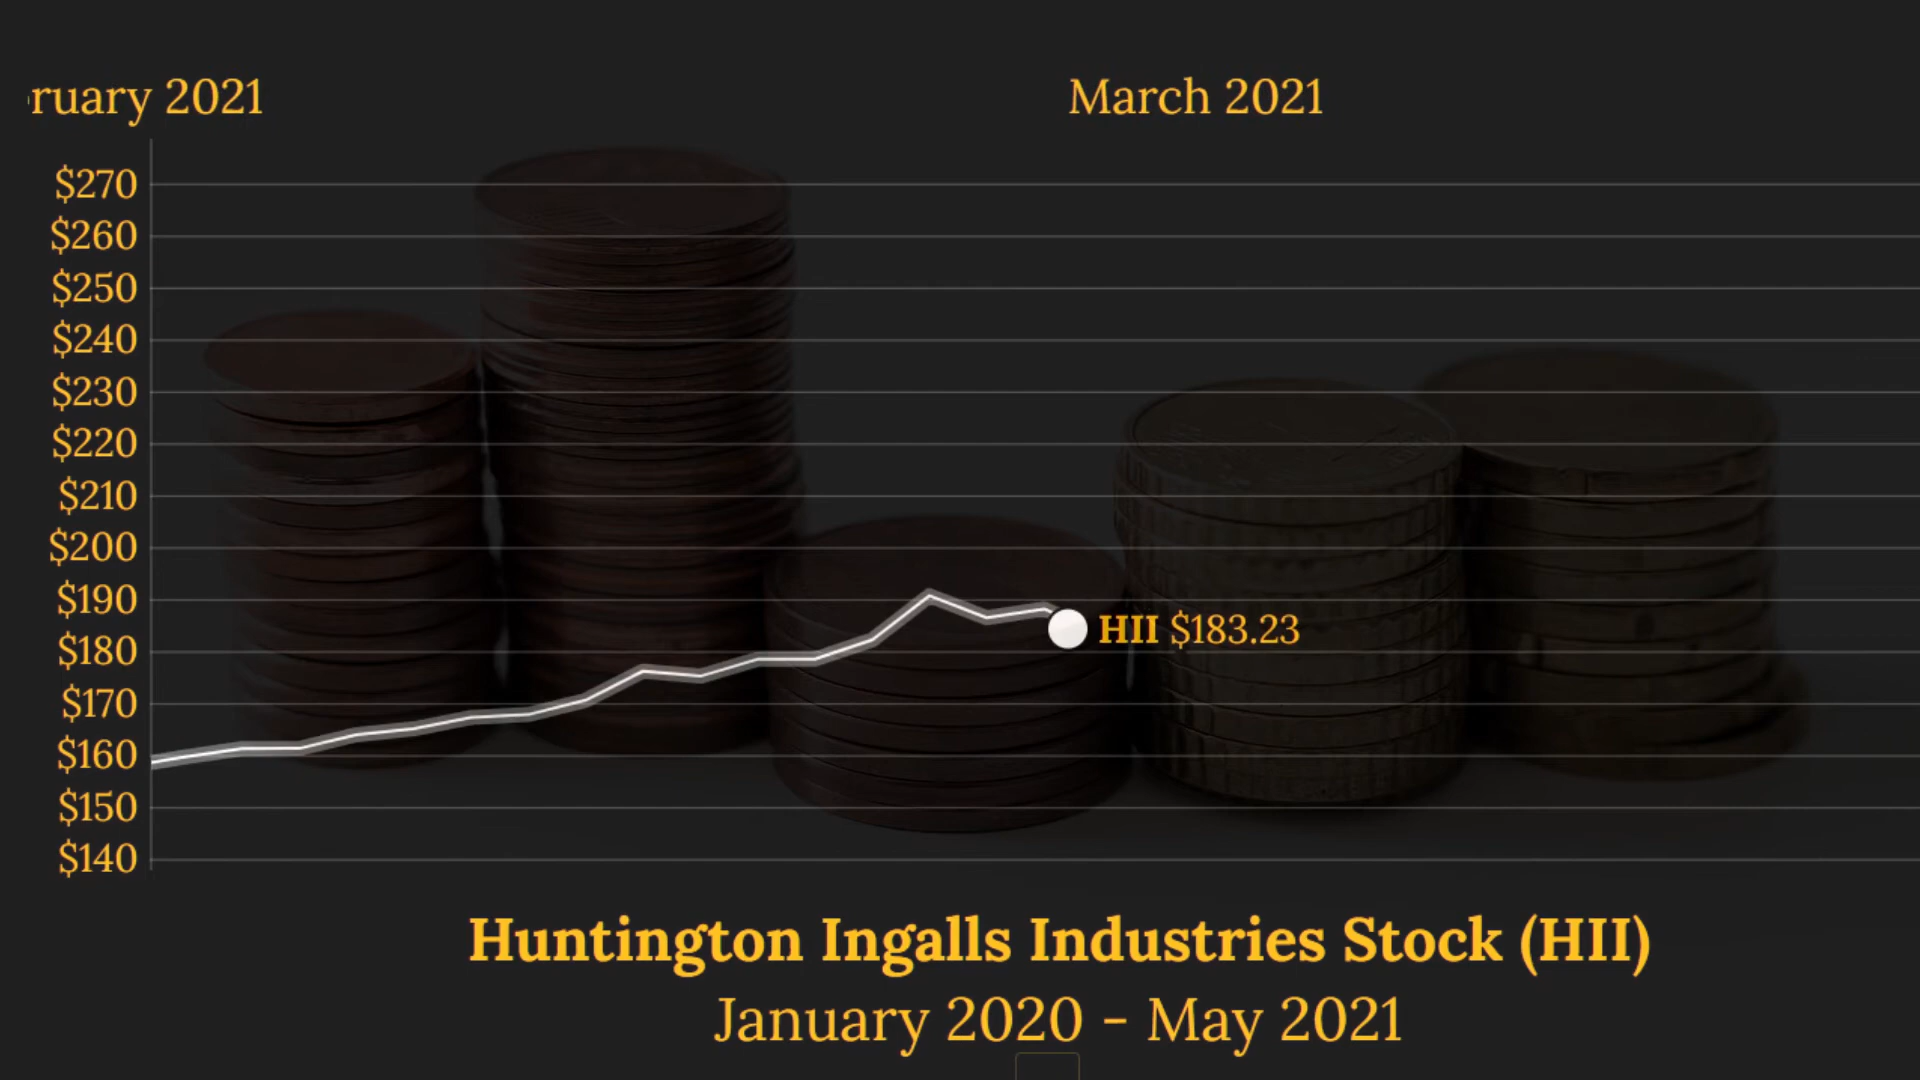 ruary 2021
March 2021
$270
$260
$250
$240
$230
$220
$210
$200
$190
$180
$170
$160
$150
$140
HII $183.23
Huntington Ingalls Industries Stock (HII)
January 2020 - May 2021